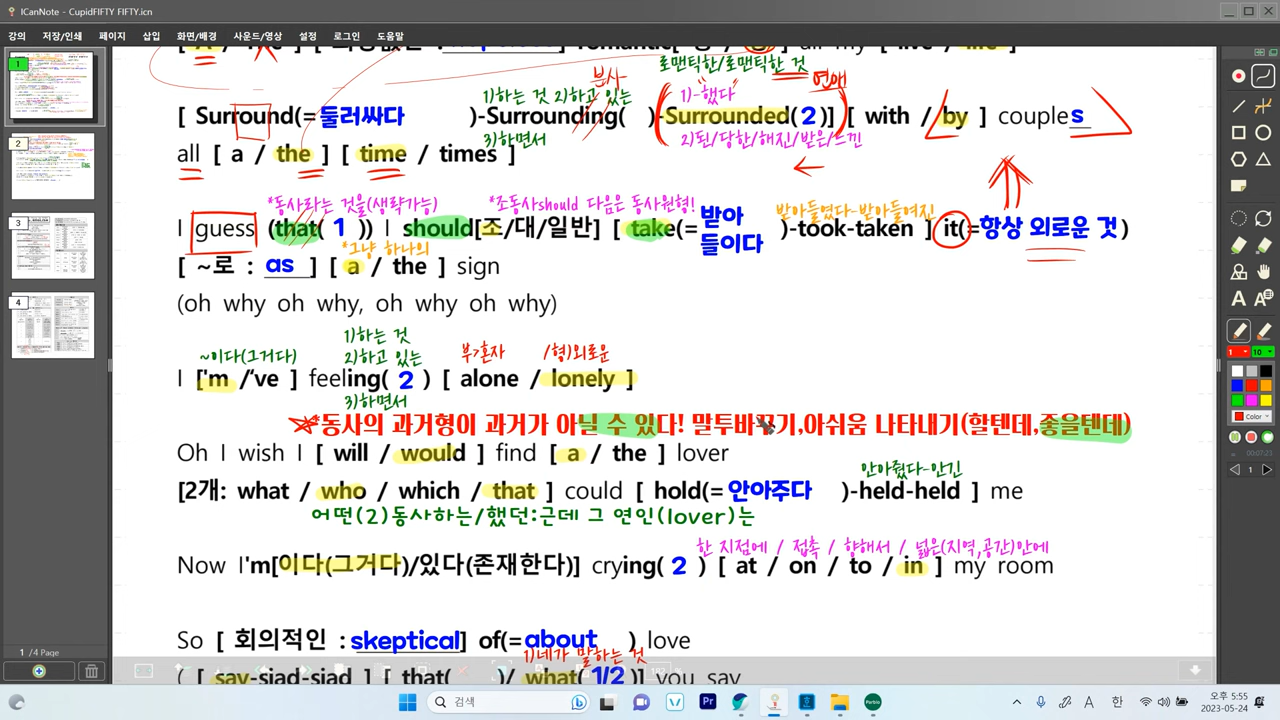 ICanNote - CupidFIFTY FIFTY.icn
강의 저장/인쇄 페이지 삽입 화면/배경 사운드/영상 설정 로그인 도움말
로맨틱한/로맨틱한 것
1)-하는 것 2)하고 있는 분사 1)-했다 연애
[ Surround(=둘러싸다 )-Surrounding( )-Surrounded(2)] [ with / by ] couples
3)하면서 2)된/당한/해진/받은/느낀
all [ a / the ] [ time / times ]
*동사라는 것을(생략가능) *조동사should 다음은 동사원형! 받아들였다-받아들여진
I guess (that( 1 )) I should[조/대/일반] [ take(=받아들이다 )-took-taken ] it(=항상 외로운 것)
*그냥 하나의
[ ~로 : as ] [ a / the ] sign
(oh why oh why, oh why oh why)
1)하는 것
~이다(그거다) 2)하고 있는 부>혼자 /형)외로운
I ['m /'ve ] feeling( 2 ) [ alone / lonely ]
3)하면서
*동사의 과거형이 과거가 아닐 수 있다! 말투바꾸기,아쉬움 나타내기(할텐데,좋을텐데)
Oh I wish I [ will / would ] find [ a / the ] lover
안아줬다-안긴
[2개: what / who / which / that ] could [ hold(=안아주다 )-held-held ] me
어떤(2)동사하는/했던:근데 그 연인(lover)는
한 지점에 / 접촉 / 향해서 / 넓은(지역,공간)안에
Now I'm[이다(그거다)/있다(존재한다)] crying( 2 ) [ at / on / to / in ] my room
So [ 회의적인 : skeptical] of(=about ) love
1)네가 말하는 것
( say-siad-siad ] [ that( )/ what( 1/2 )] you say
1 /4 Page
검색
오후 5:55
2023-05-24